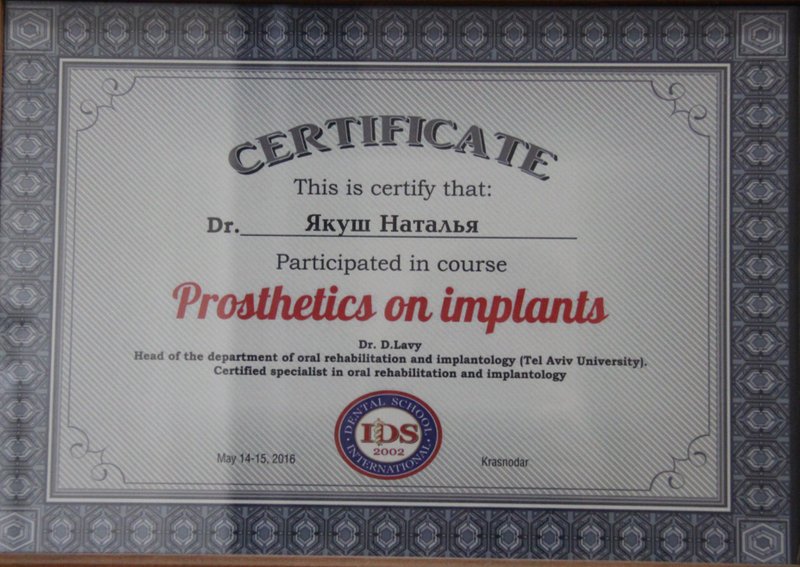 CERTIFICATE
This is certify that:
Dr. Якуш Наталья
Participated in course
Prosthetics on implants
Dr. D.Lavy
Head of the department of oral rehabilitation and implantology (Tel Aviv University).
Certified specialist in oral rehabilitation and implantology
DENTAL SCHOOL
IDS
2002
INTERNATIONAL
May 14-15, 2016
Krasnodar